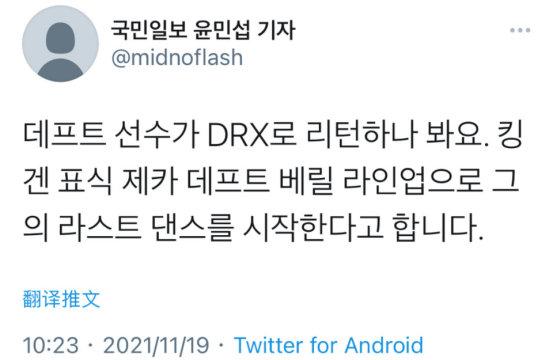 국민일보 윤민섭 기자
@midnoflash
데프트 선수가 DRX로 리턴하나 봐요. 킹
겐 표식 제카 데프트 베릴 라인업으로 그
의 라스트 댄스를 시작한다고 합니다.
翻译推文
10:23 · 2021/11/19 · Twitter for Android